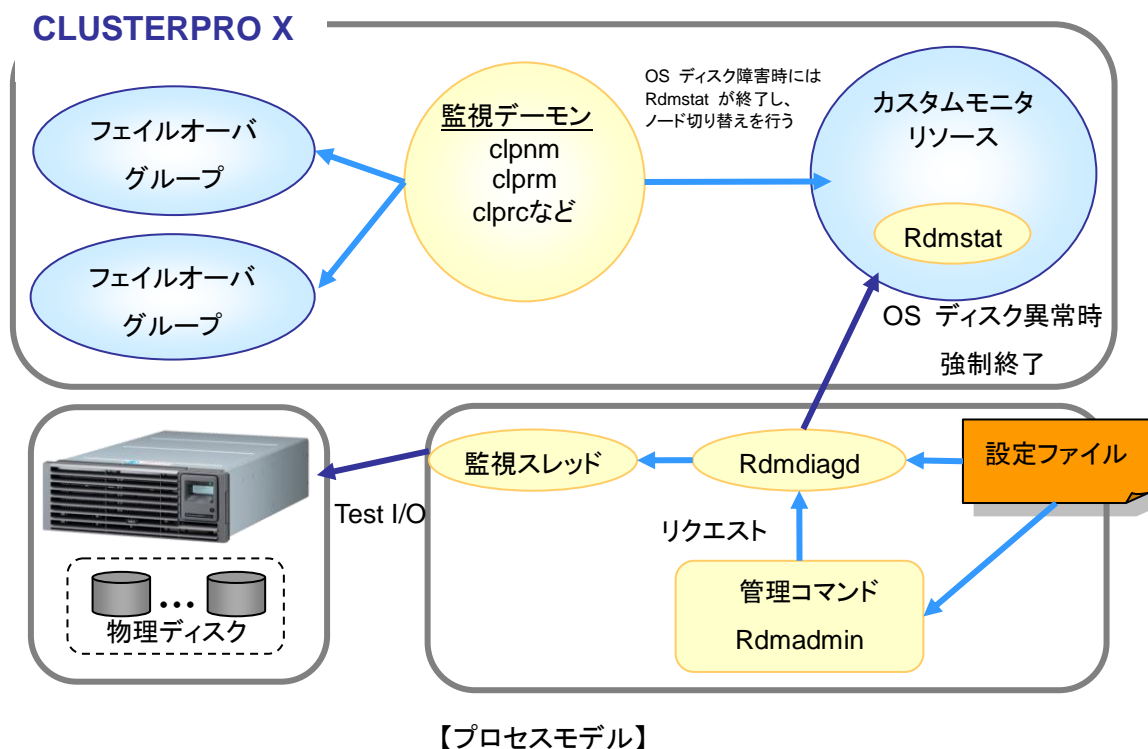 CLUSTERPRO X
フェイルオーバ
グループ
フェイルオーバ
グループ
監視デーモン
clpnm
clprm
clprcなど
OS ディスク障害時には
Rdmstat が終了し、
ノード切り替えを行う
カスタムモニタ
リソース
Rdmstat
OS ディスク異常時
強制終了
監視スレッド
Rdmdiagd
設定ファイル
Test I/O
リクエスト
管理コマンド
Rdmadmin
...
物理ディスク
【プロセスモデル】